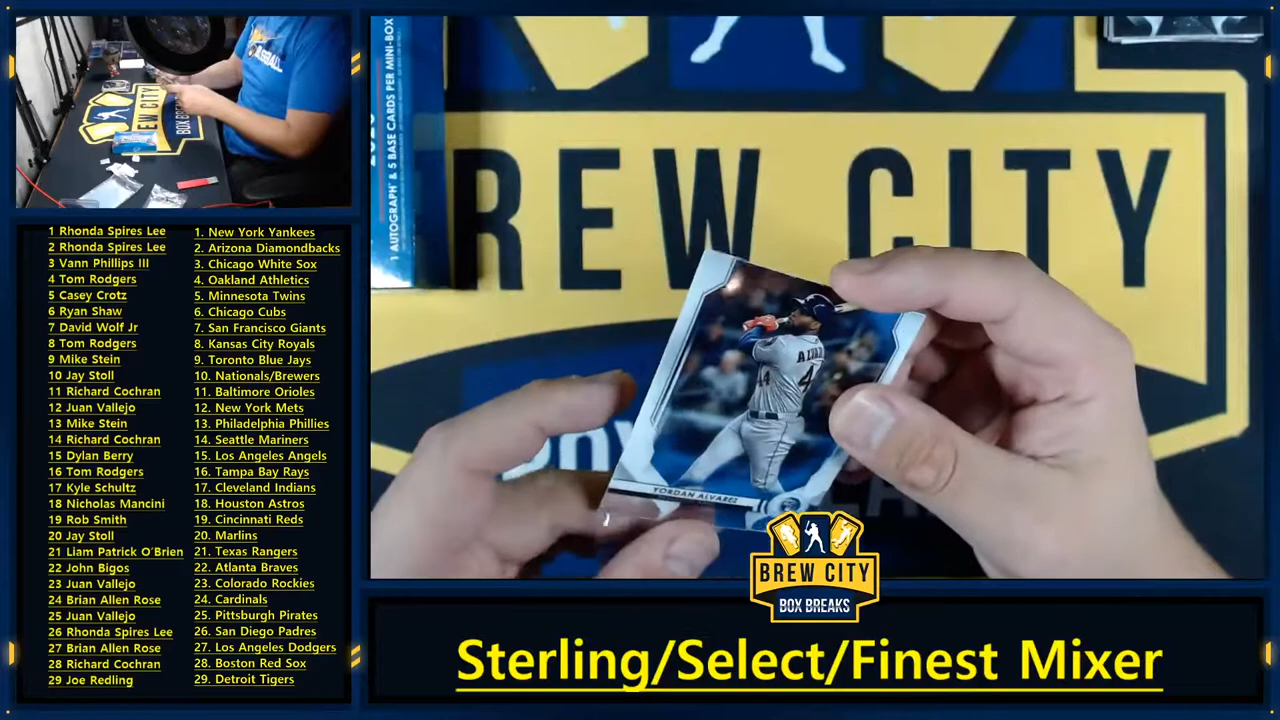 BASEBALL
BREW CITY
BOX BREAKS
1 Rhonda Spires Lee
2 Rhonda Spires Lee
3 Vann Phillips III
4 Tom Rodgers
5 Casey Crotz
6 Ryan Shaw
7 David Wolf Jr
8 Tom Rodgers
9 Mike Stein
10 Jay Stoll
11 Richard Cochran
12 Juan Vallejo
13 Mike Stein
14 Richard Cochran
15 Dylan Berry
16 Tom Rodgers
17 Kyle Schultz
18 Nicholas Mancini
19 Rob Smith
20 Jay Stoll
21 Liam Patrick O'Brien
22 John Bigos
23 Juan Vallejo
24 Brian Allen Rose
25 Juan Vallejo
26 Rhonda Spires Lee
27 Brian Allen Rose
28 Richard Cochran
29 Joe Redling
1. New York Yankees
2. Arizona Diamondbacks
3. Chicago White Sox
4. Oakland Athletics
5. Minnesota Twins
6. Chicago Cubs
7. San Francisco Giants
8. Kansas City Royals
9. Toronto Blue Jays
10. Nationals/Brewers
11. Baltimore Orioles
12. New York Mets
13. Philadelphia Phillies
14. Seattle Mariners
15. Los Angeles Angels
16. Tampa Bay Rays
17. Cleveland Indians
18. Houston Astros
19. Cincinnati Reds
20. Marlins
21. Texas Rangers
22. Atlanta Braves
23. Colorado Rockies
24. Cardinals
25. Pittsburgh Pirates
26. San Diego Padres
27. Los Angeles Dodgers
28. Boston Red Sox
29. Detroit Tigers
1 AUTOGRAPH* & 5 BASE CARDS PER MINI-BOX
REW CITY
YORDAN ALVAREZ
BREW CITY
BOX BREAKS
Sterling/Select/Finest Mixer